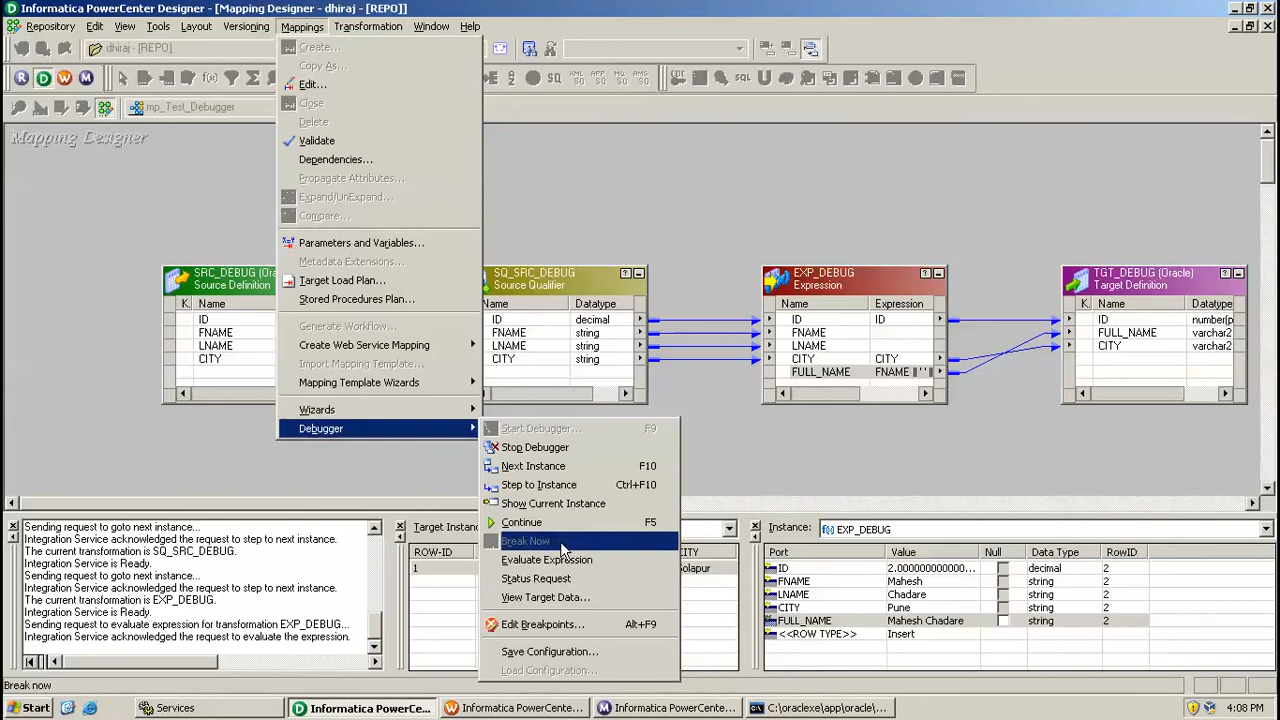 Informatica PowerCenter Designer - [Mapping Designer - dhiraj - [REPO]]
Repository Edit View Tools Layout Versioning Mappings Transformation Window Help
dhiraj - [REPO]
mp_Test_Debugger
Mapping Designer
Create...
Copy As...
Edit...
Close
Delete
Validate
Dependencies...
Propagate Attributes...
Expand/UnExpand...
Compare...
Parameters and Variables...
Metadata Extensions...
Target Load Plan...
Stored Procedures Plan...
Generate Workflow...
Create Web Service Mapping
Import Mapping Template...
Mapping Template Wizards
Wizards
Debugger
Start Debugger... F9
Stop Debugger
Next Instance F10
Step to Instance Ctrl+F10
Show Current Instance
Continue F5
Break Now
Evaluate Expression
Status Request
View Target Data...
Edit Breakpoints... Alt+F9
Save Configuration...
Load Configuration...
SRC_DEBUG (Ora
Source Definition
K. Name
ID
FNAME
LNAME
CITY
SQ_SRC_DEBUG
Source Qualifier
Name Datatype
ID decimal
FNAME string
LNAME string
CITY string
EXP_DEBUG
Expression
Name Expression
ID ID
FNAME
LNAME
CITY CITY
FULL_NAME FNAME ||' '||
TGT_DEBUG (Oracle)
Target Definition
K. Name Datatype
ID number(p
FULL_NAME varchar2
CITY varchar2
Sending request to goto next instance...
Integration Service acknowledged the request to step to next instance.
The current transformation is SQ_SRC_DEBUG.
Integration Service is Ready.
Sending request to goto next instance...
Integration Service acknowledged the request to step to next instance.
The current transformation is EXP_DEBUG.
Integration Service is Ready.
Sending request to evaluate expression for transformation EXP_DEBUG...
Integration Service acknowledged the request to evaluate the expression.
Target Instan
ROW-ID CITY
1 Solapur
Instance: f(x) EXP_DEBUG
Port Value Null Data Type RowID
ID 2.000000000000... decimal 2
FNAME Mahesh string 2
LNAME Chadare string 2
CITY Pune string 2
FULL_NAME Mahesh Chadare string 2
<<ROW TYPE>> Insert
Break now
Start Services Informatica PowerCe... Informatica PowerCente... Informatica PowerCente... C:\oraclexe\app\oracle\... 4:08 PM